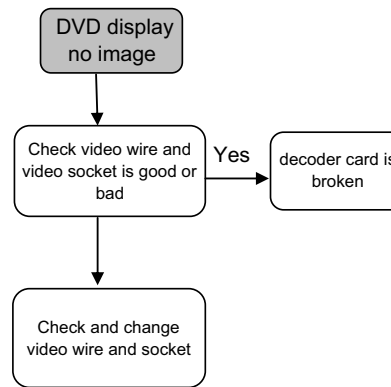 DVD display
no image
Check video wire and
video socket is good or
bad
Yes
decoder card is
broken
Check and change
video wire and socket